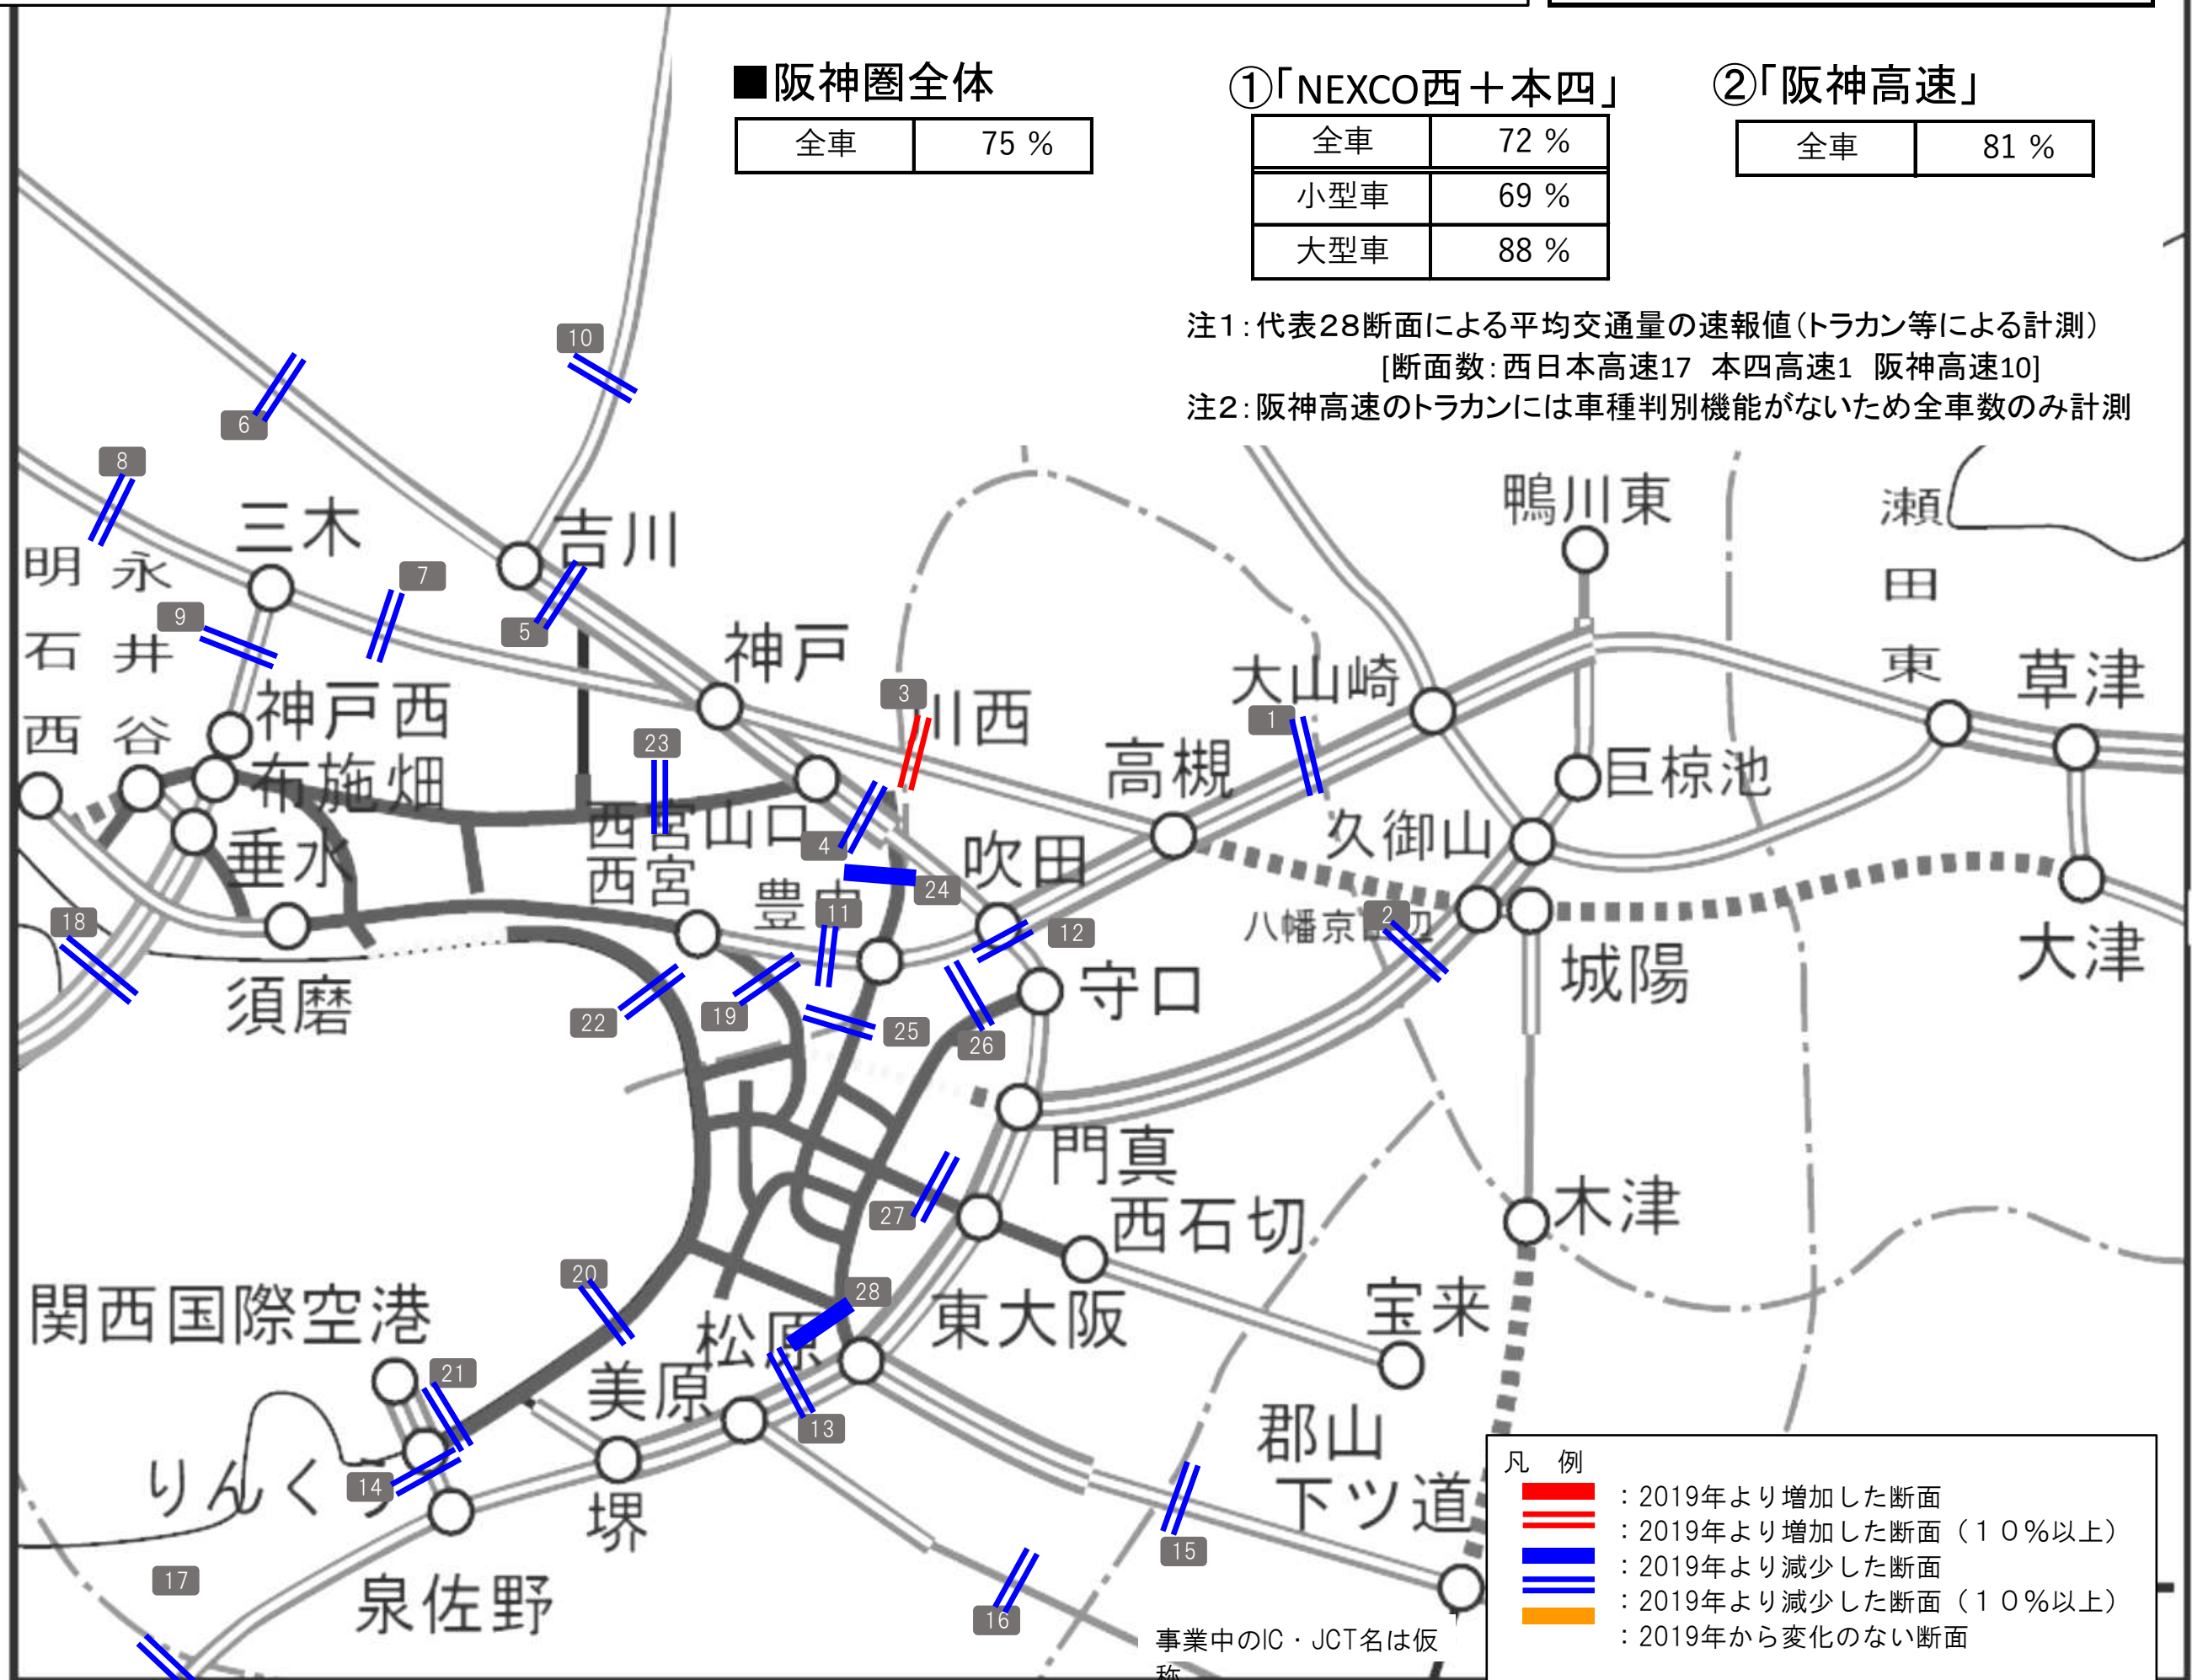 ■阪神圏全体
全車 75 %
①「NEXCO西＋本四」
全車 72 %
小型車 69 %
大型車 88 %
②「阪神高速」
全車 81 %
注1：代表28断面による平均交通量の速報値（トラカン等による計測）
[断面数：西日本高速17 本四高速1 阪神高速10]
注2：阪神高速のトラカンには車種判別機能がないため全車数のみ計測
10
6
8
三木
吉川
鴨川東
瀬田東
明石西
永井谷
7
9
5
神戸
3
川西
大山崎
1
草津
神戸西
布施畑
23
高槻
巨椋池
垂水
西宮山口
西宮
4
久御山
吹田
24
豊中
11
12
2
八幡京田辺
18
須磨
22
19
25
26
守口
城陽
大津
門真
27
西石切
木津
20
28
関西国際空港
松原
東大阪
宝来
21
美原
13
郡山
下ツ道
りんくう
14
堺
15
17
泉佐野
16
事業中のIC・JCT名は仮
称
凡 例
：2019年より増加した断面
：2019年より増加した断面（１０％以上）
：2019年より減少した断面
：2019年より減少した断面（１０％以上）
：2019年から変化のない断面